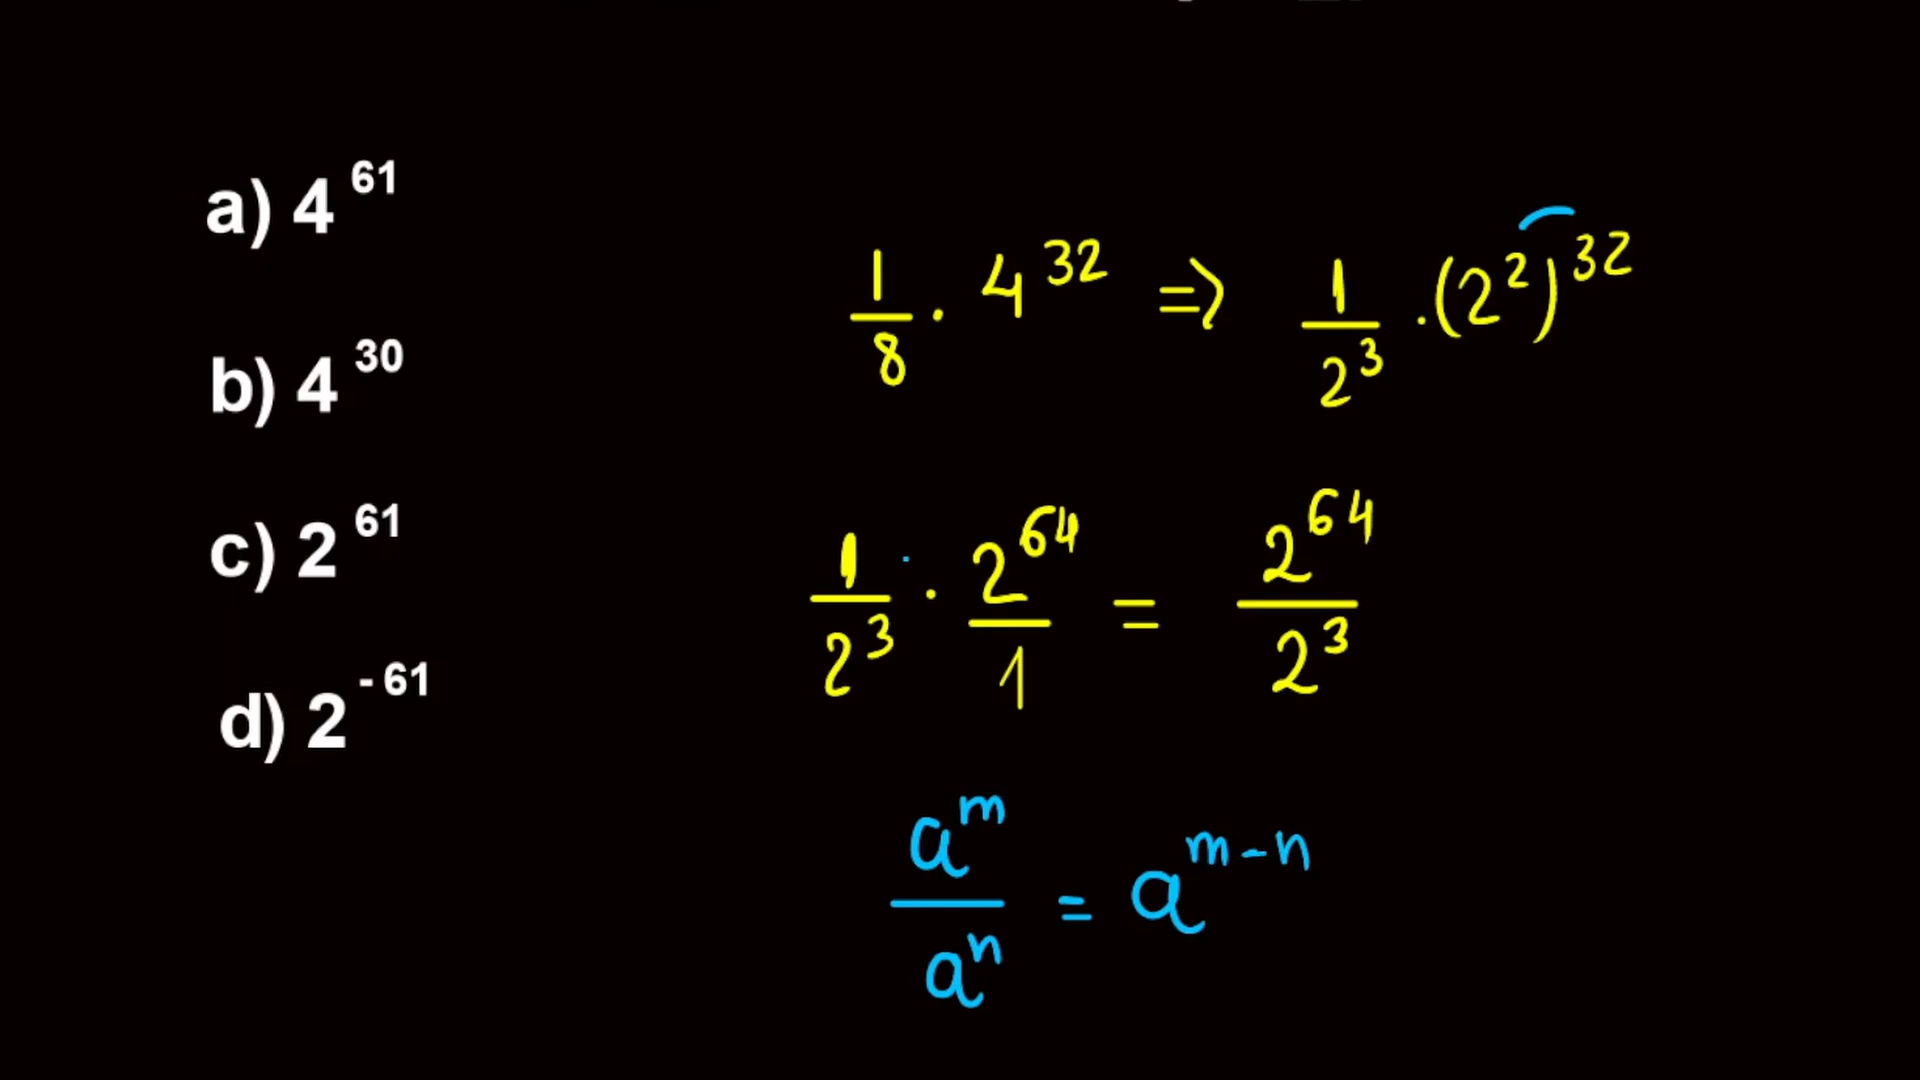 a) 4^61
b) 4^30
c) 2^61
d) 2^-61
1/8 · 4^32 ⇒ 1/2^3 · (2^2)^32
1/2^3 · 2^64/1 = 2^64/2^3
a^m/a^n = a^m-n